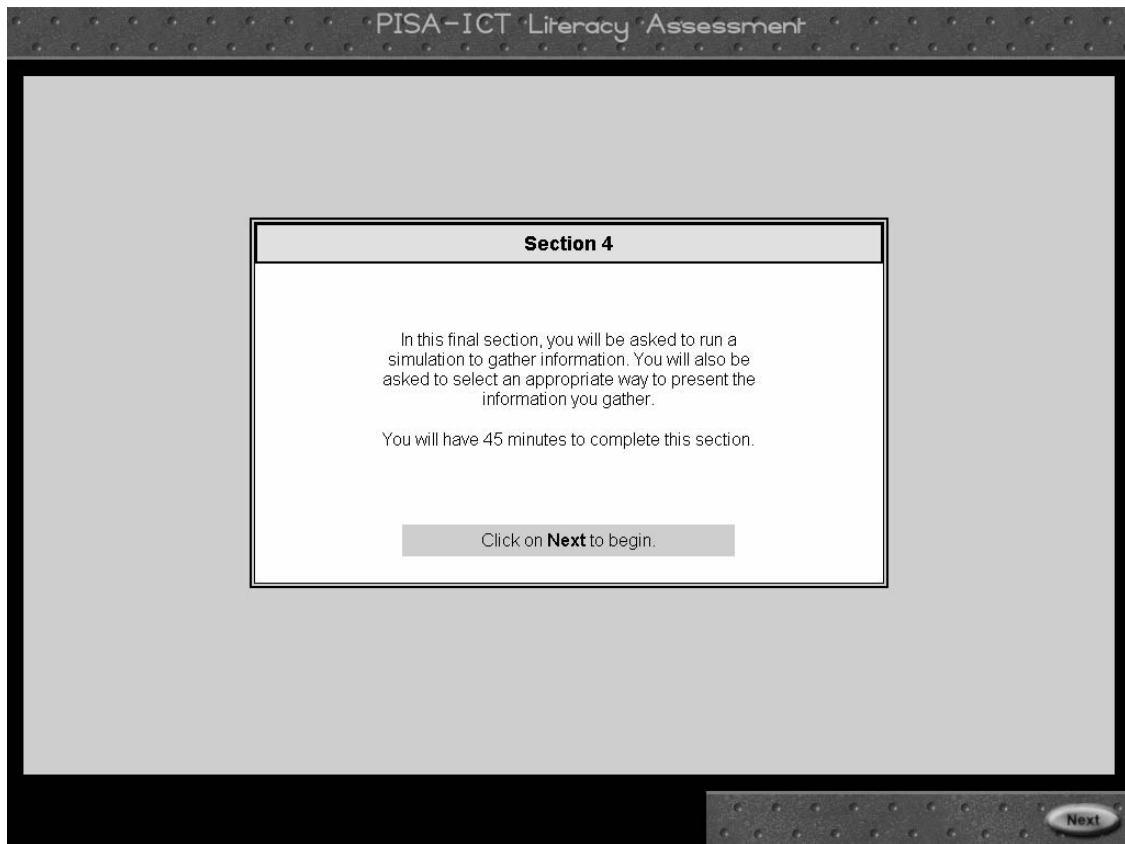 PISA-ICT Literacy Assessment
Section 4
In this final section, you will be asked to run a
simulation to gather information. You will also be
asked to select an appropriate way to present the
information you gather.
You will have 45 minutes to complete this section.
Click on Next to begin.
Next